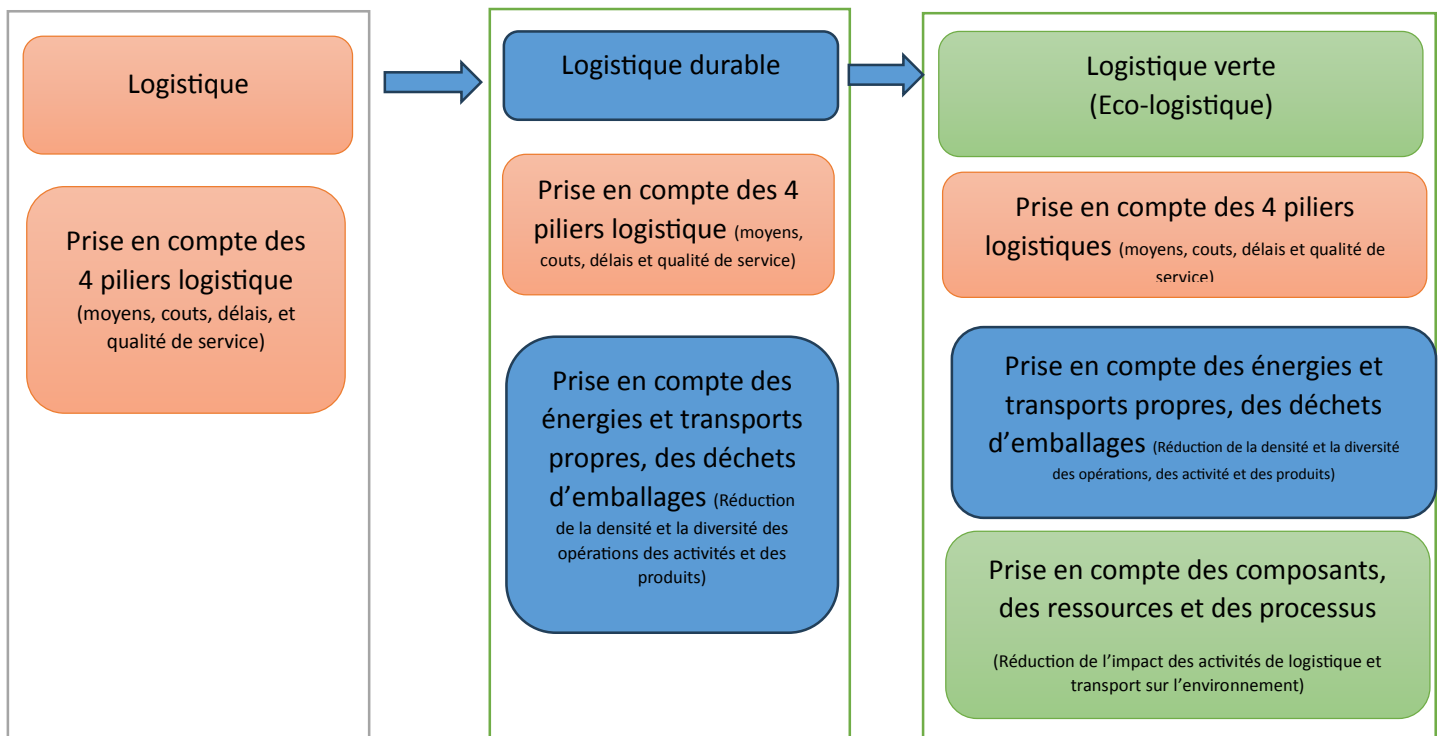 Logistique
Prise en compte des
4 piliers logistique
(moyens, couts, délais, et
qualité de service)
Logistique durable
Prise en compte des 4
piliers logistique (moyens,
couts, délais et qualité de service)
Prise en compte des
énergies et transports
propres, des déchets
d’emballages (Réduction
de la densité et la diversité des
opérations des activités et des
produits)
Logistique verte
(Eco-logistique)
Prise en compte des 4 piliers
logistiques (moyens, couts, délais et qualité de
service)
Prise en compte des énergies et
transports propres, des déchets
d’emballages (Réduction de la densité et la diversité
des opérations, des activité et des produits)
Prise en compte des composants,
des ressources et des processus
(Réduction de l’impact des activités de logistique et
transport sur l’environnement)